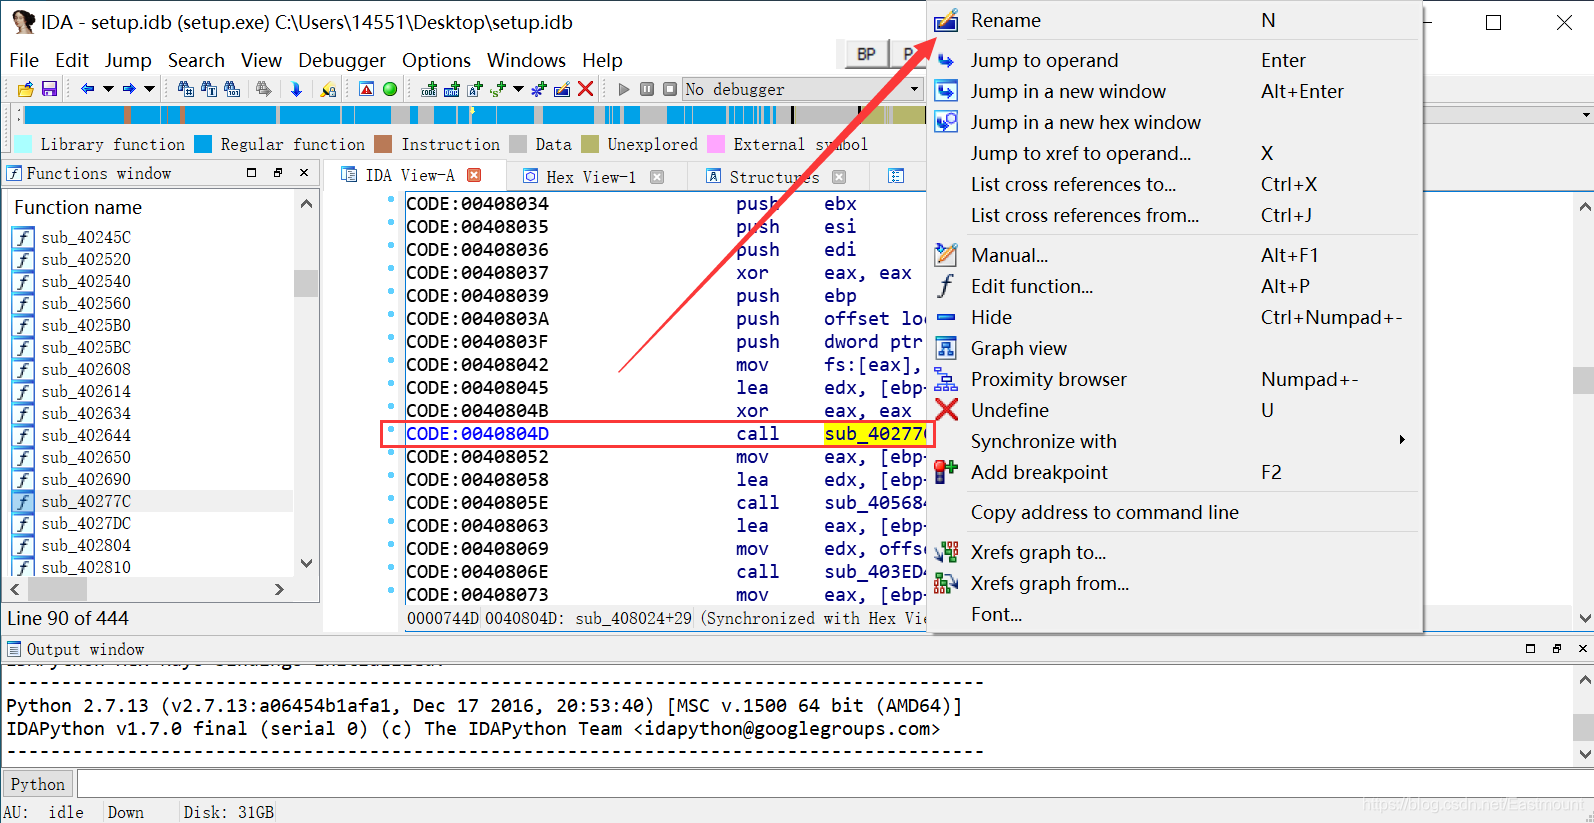 IDA - setup.idb (setup.exe) C:\Users\14551\Desktop\setup.idb
File Edit Jump Search View Debugger Options Windows Help
BP
No debugger
Library function Regular function Instruction Data Unexplored External symbol
Functions window
IDA View-A Hex View-1 Structures
Function name
sub_40245C
sub_402520
sub_402540
sub_402560
sub_4025B0
sub_4025BC
sub_402608
sub_402614
sub_402634
sub_402644
sub_402650
sub_402690
sub_40277C
sub_4027DC
sub_402804
sub_402810
Line 90 of 444
CODE:00408034 push ebx
CODE:00408035 push esi
CODE:00408036 push edi
CODE:00408037 xor eax, eax
CODE:00408039 push ebp
CODE:0040803A push offset lo
CODE:0040803F push dword ptr
CODE:00408042 mov fs:[eax],
CODE:00408045 lea edx, [ebp
CODE:0040804B xor eax, eax
CODE:0040804D call sub_40277
CODE:00408052 mov eax, [ebp
CODE:00408058 lea edx, [ebp
CODE:0040805E call sub_40568
CODE:00408063 lea eax, [ebp
CODE:00408069 mov edx, offs
CODE:0040806E call sub_403ED
CODE:00408073 mov eax, [ebp
0000744D 0040804D: sub_408024+29 (Synchronized with Hex Vi
Rename N
Jump to operand Enter
Jump in a new window Alt+Enter
Jump in a new hex window
Jump to xref to operand... X
List cross references to... Ctrl+X
List cross references from... Ctrl+J
Manual... Alt+F1
Edit function... Alt+P
Hide Ctrl+Numpad+-
Graph view
Proximity browser Numpad+-
Undefine U
Synchronize with
Add breakpoint F2
Copy address to command line
Xrefs graph to...
Xrefs graph from...
Font...
Output window
---------------------------------------------------------------------------------------------
Python 2.7.13 (v2.7.13:a06454b1afa1, Dec 17 2016, 20:53:40) [MSC v.1500 64 bit (AMD64)]
IDAPython v1.7.0 final (serial 0) (c) The IDAPython Team <idapython@googlegroups.com>
---------------------------------------------------------------------------------------------
Python
AU: idle Down Disk: 31GB
https://blog.csdn.net/Eastmount